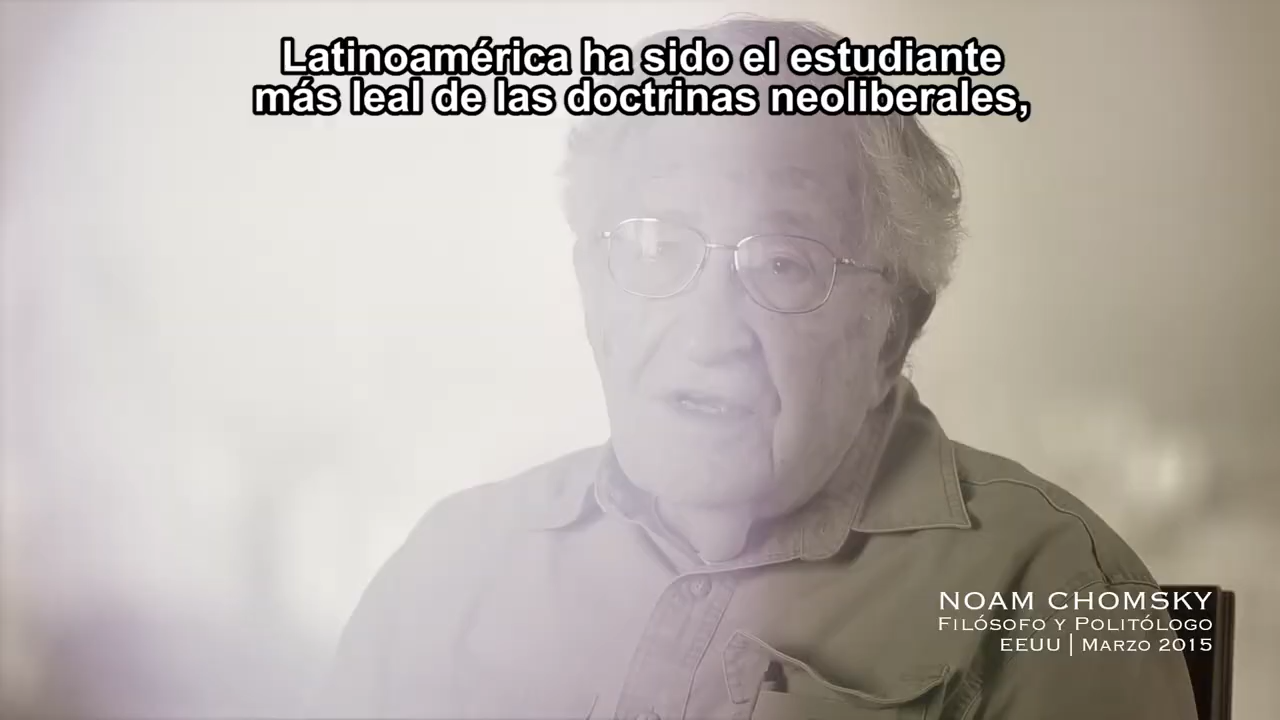 Latinoamérica ha sido el estudiante
más leal de las doctrinas neoliberales,
NOAM CHOMSKY
FILÓSOFO Y POLITÓLOGO
EEUU | MARZO 2015